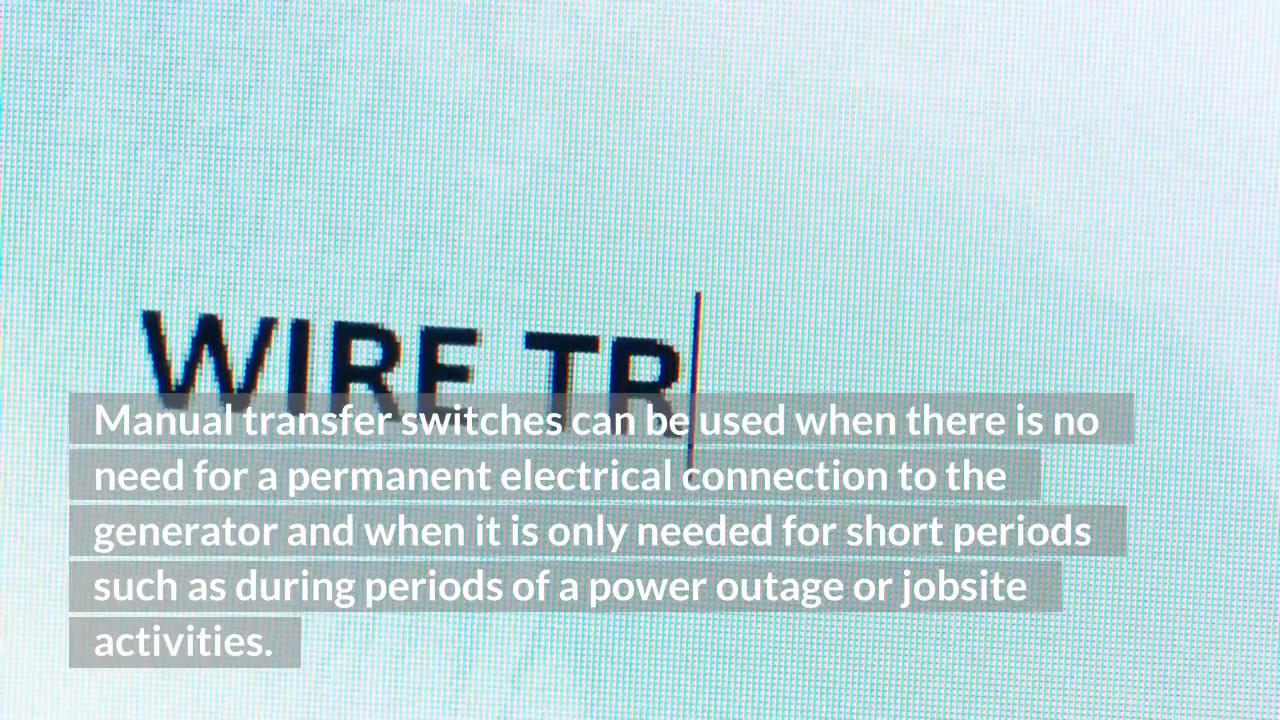 WIRE TR
Manual transfer switches can be used when there is no
need for a permanent electrical connection to the
generator and when it is only needed for short periods
such as during periods of a power outage or jobsite
activities.